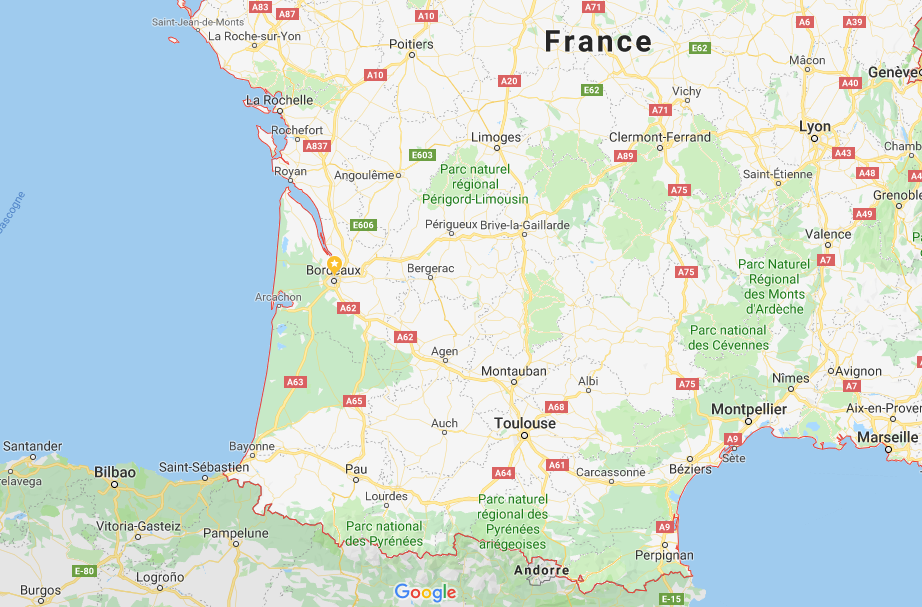 A83
A87
A10
A71
A6
A39
Saint-Jean-de-Monts
La Roche-sur-Yon
Poitiers
France
E62
Mâcon
A10
A20
E62
A40
Genève
Vichy
La Rochelle
A71
Lyon
Rochefort
A837
Limoges
Clermont-Ferrand
E603
A89
A43
Chamb
Royan
Angoulême
Parc naturel
régional
Périgord-Limousin
A75
Saint-Étienne
A48
A4
Grenoble
A49
E606
Périgueux
Brive-la-Gaillarde
Valence
A7
Bordeaux
Bergerac
A75
Parc Naturel
Régional
des Monts
d'Ardèche
Arcachon
A62
A62
Parc national
des Cévennes
Agen
Montauban
Albi
Nîmes
Avignon
A63
A75
A7
A65
A68
Montpellier
Aix-en-Prover
Auch
Toulouse
A9
Marseille
Santander
Bayonne
Sète
relavega
Bilbao
Saint-Sébastien
Pau
A64
A61
Carcassonne
Béziers
Lourdes
Vitoria-Gasteiz
Pampelune
Parc national
des Pyrénées
Parc naturel
régional des
Pyrénées
ariégeoises
A9
Perpignan
E-80
Logroño
Andorre
Burgos
Google
E-15